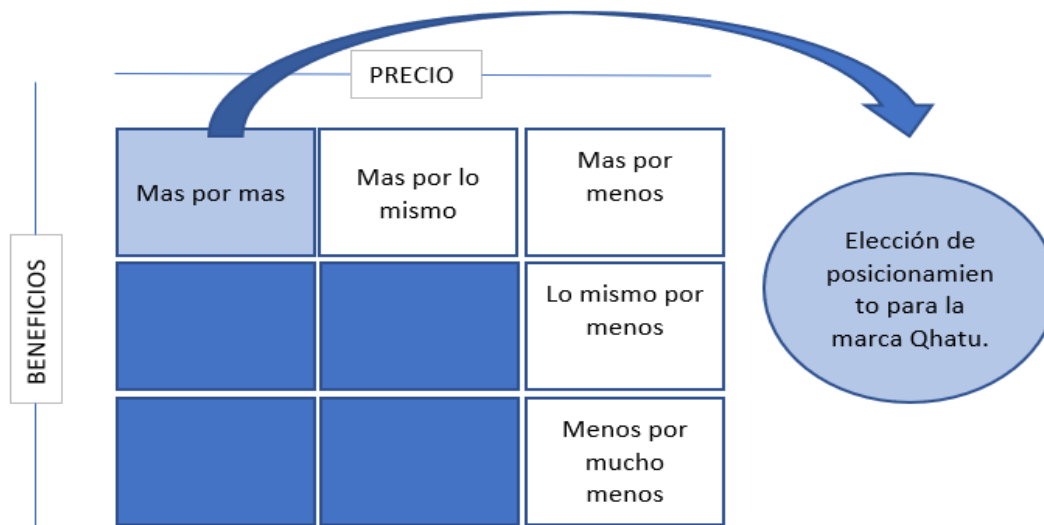 PRECIO
BENEFICIOS
Mas por mas
Mas por lo
mismo
Mas por
menos
Lo mismo por
menos
Menos por
mucho
menos
Elección de
posicionamien
to para la
marca Qhatu.